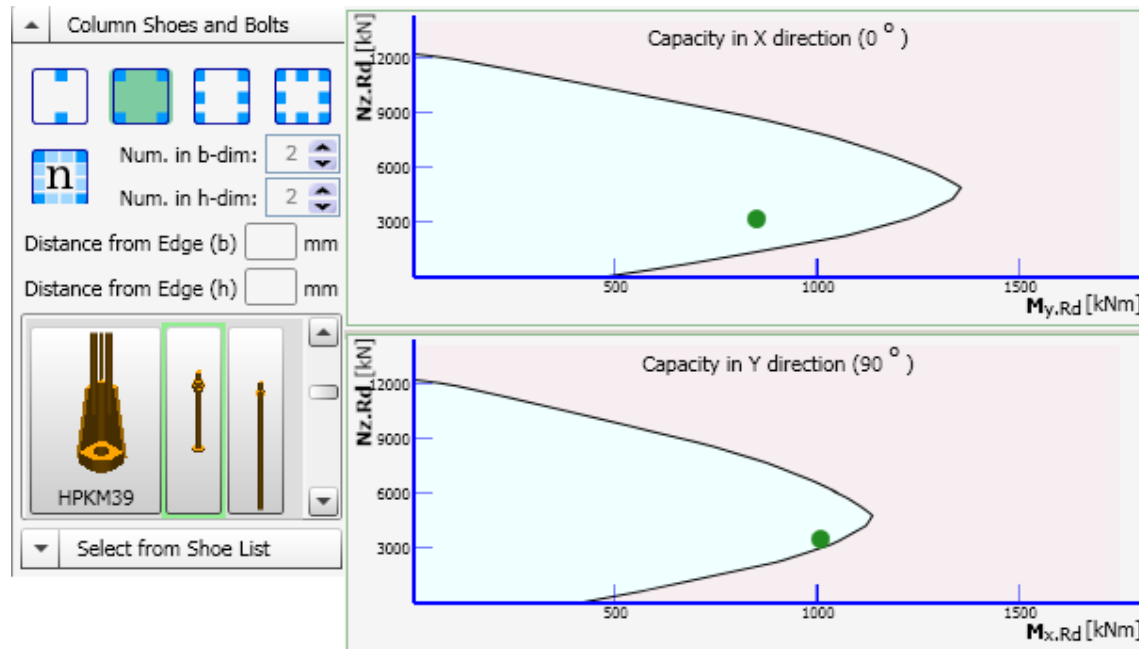 Column Shoes and Bolts
n
Num. in b-dim: 2
Num. in h-dim: 2
Distance from Edge (b) mm
Distance from Edge (h) mm
HPKM39
Select from Shoe List
Capacity in X direction (0 °)
Nz.Rd [kN]
12000
9000
6000
3000
500 1000 1500
My.Rd [kNm]
Capacity in Y direction (90 °)
Nz.Rd [kN]
12000
9000
6000
3000
500 1000 1500
Mx.Rd [kNm]